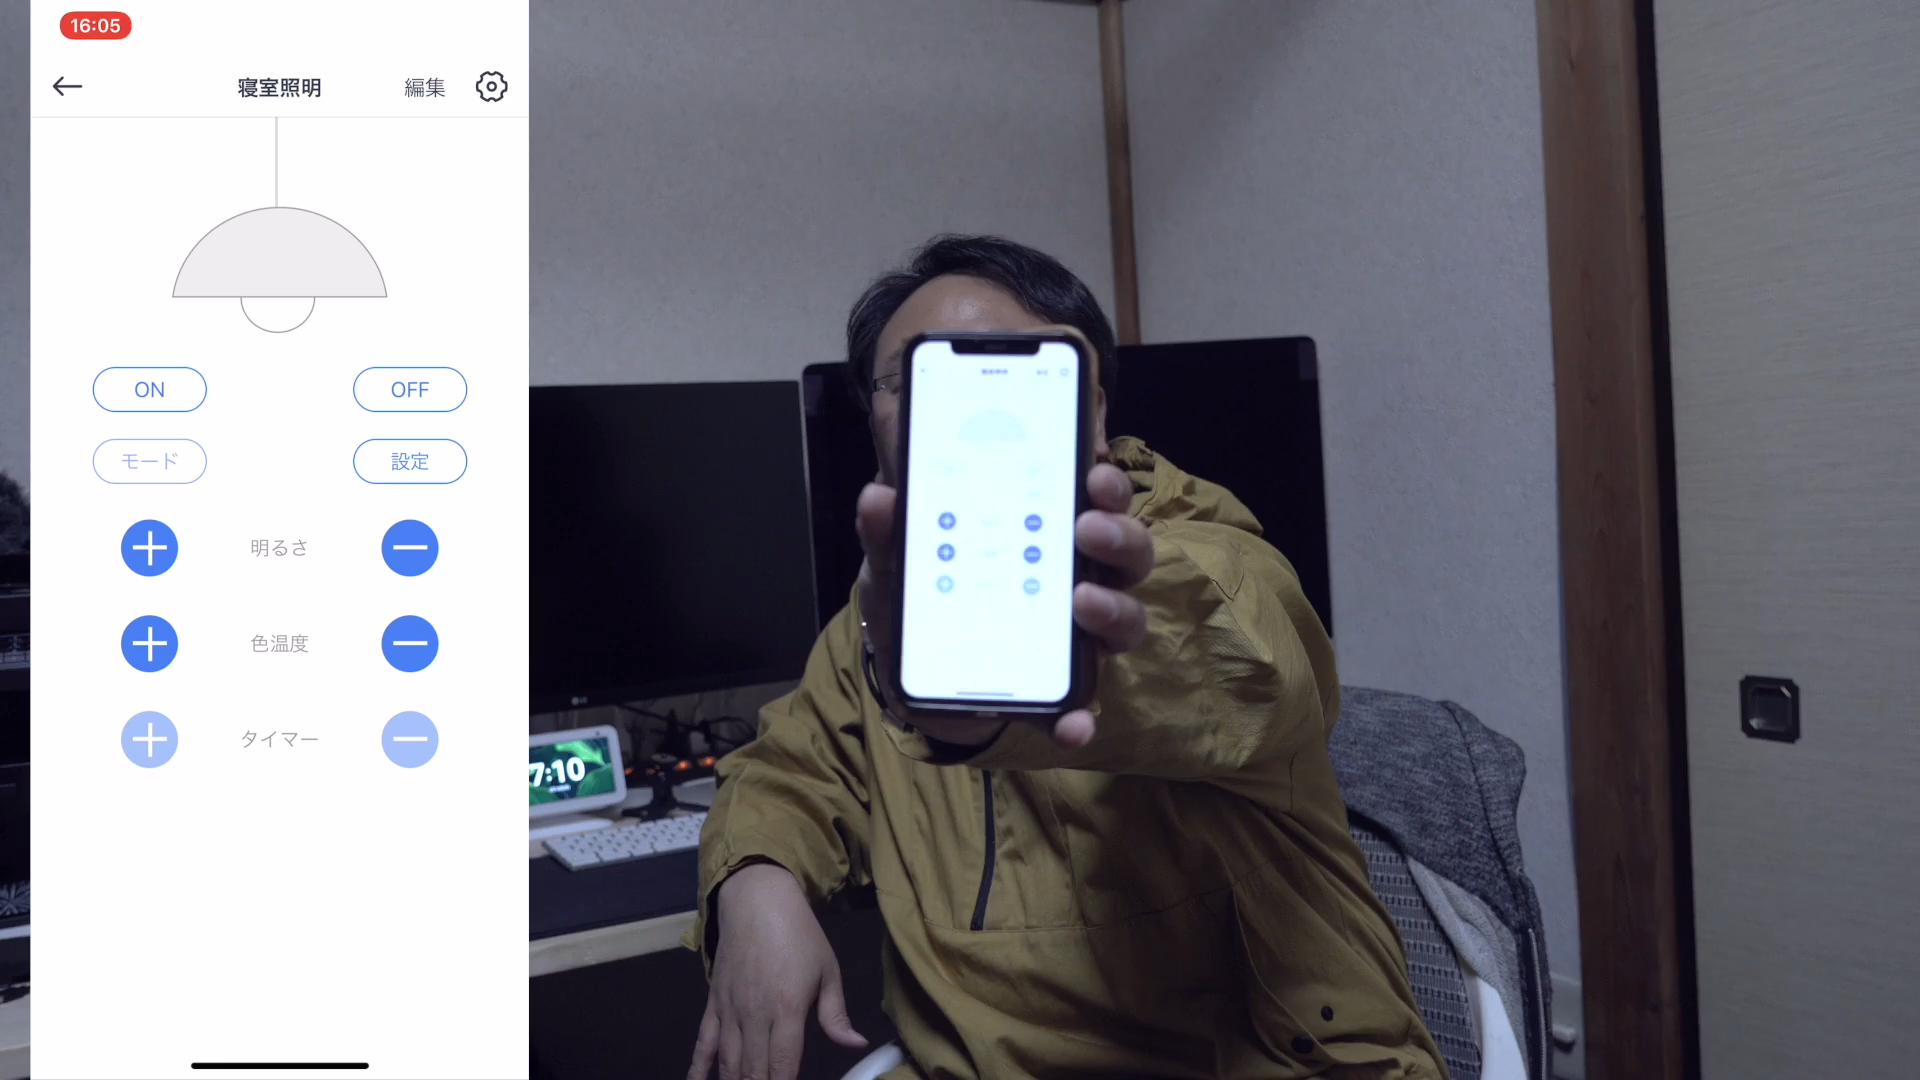 16:05
寝室照明 編集
ON OFF
モード 設定
明るさ
色温度
タイマー
7:10
LG